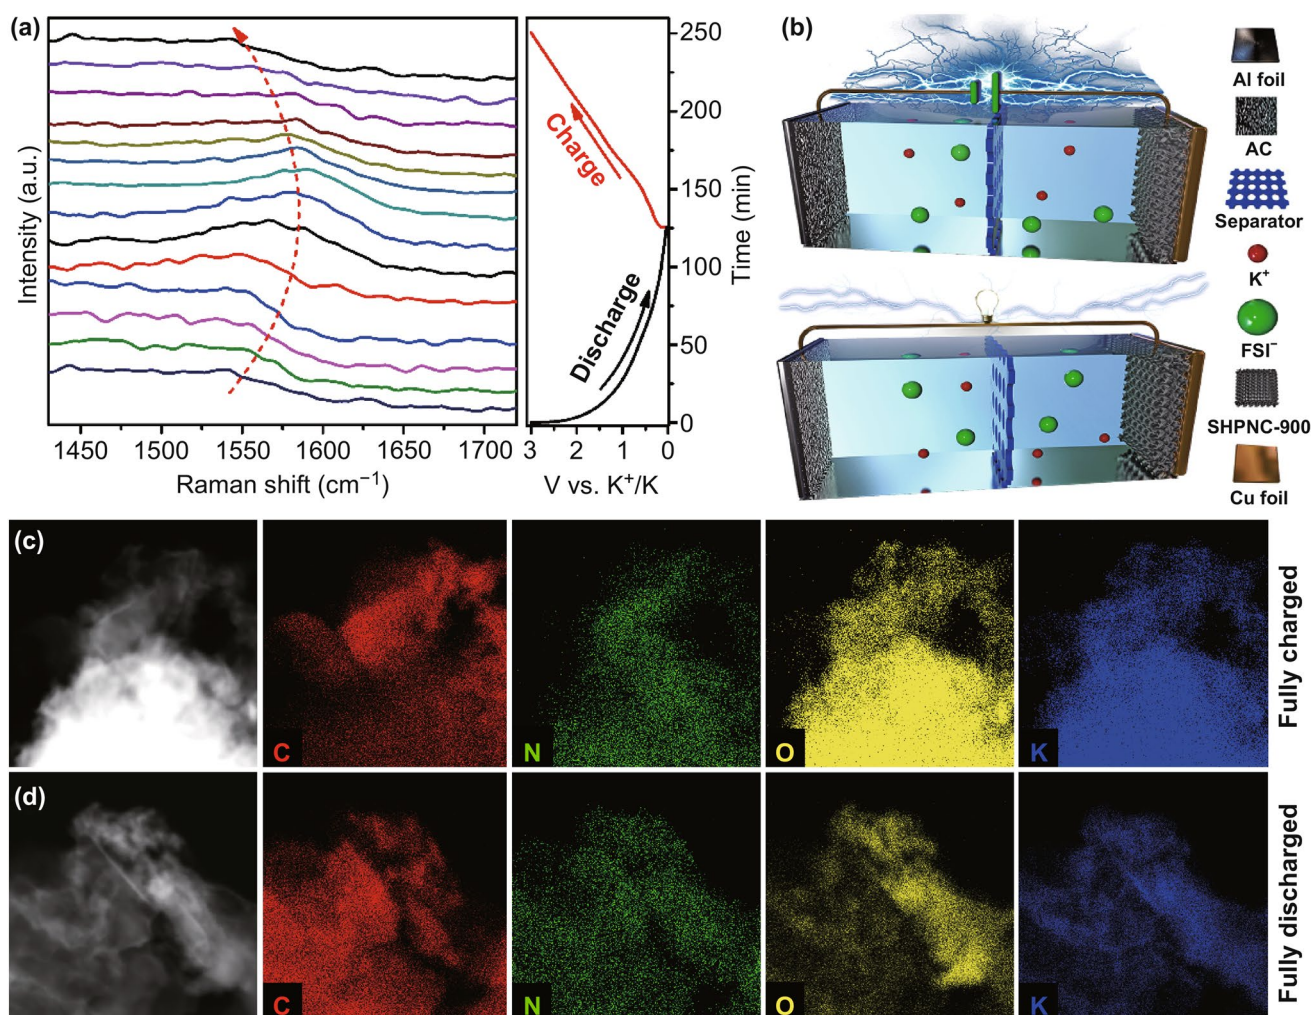 (a)
Intensity (a.u.)
1450
1500
1550
1600
1650
1700
Raman shift (cm⁻¹)
Charge
Discharge
3
2
1
0
V vs. K⁺/K
250
200
150
100
50
0
Time (min)
(b)
Al foil
AC
Separator
K⁺
FSI⁻
SHPNC-900
Cu foil
(c)
C
N
O
K
Fully charged
(d)
C
N
O
K
Fully discharged